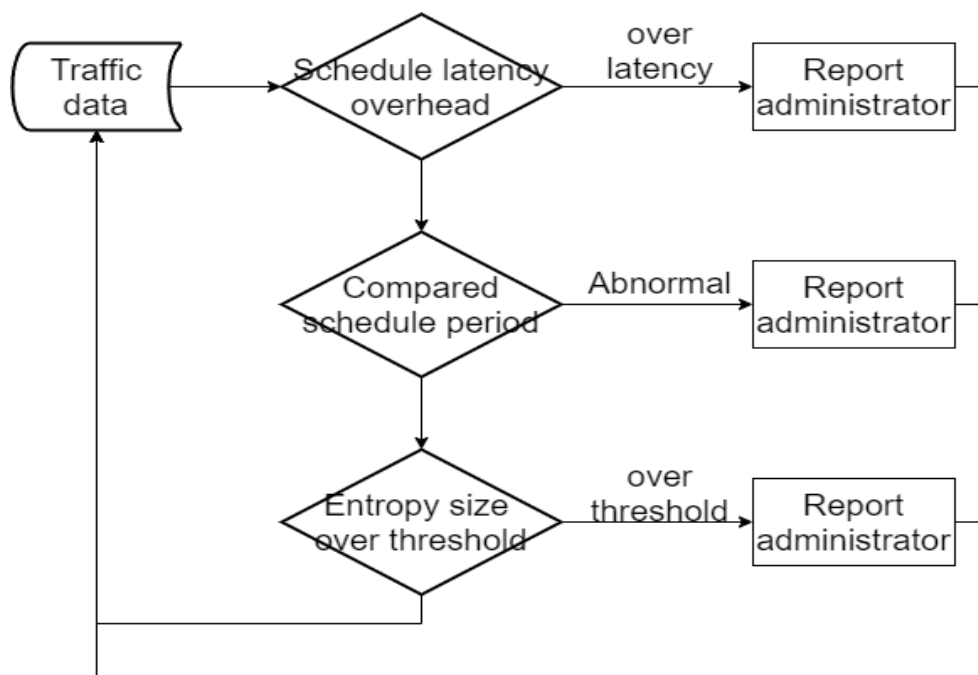 Traffic
data
Schedule latency
overhead
over
latency
Report
administrator
Compared
schedule period
Abnormal
Report
administrator
Entropy size
over threshold
over
threshold
Report
administrator